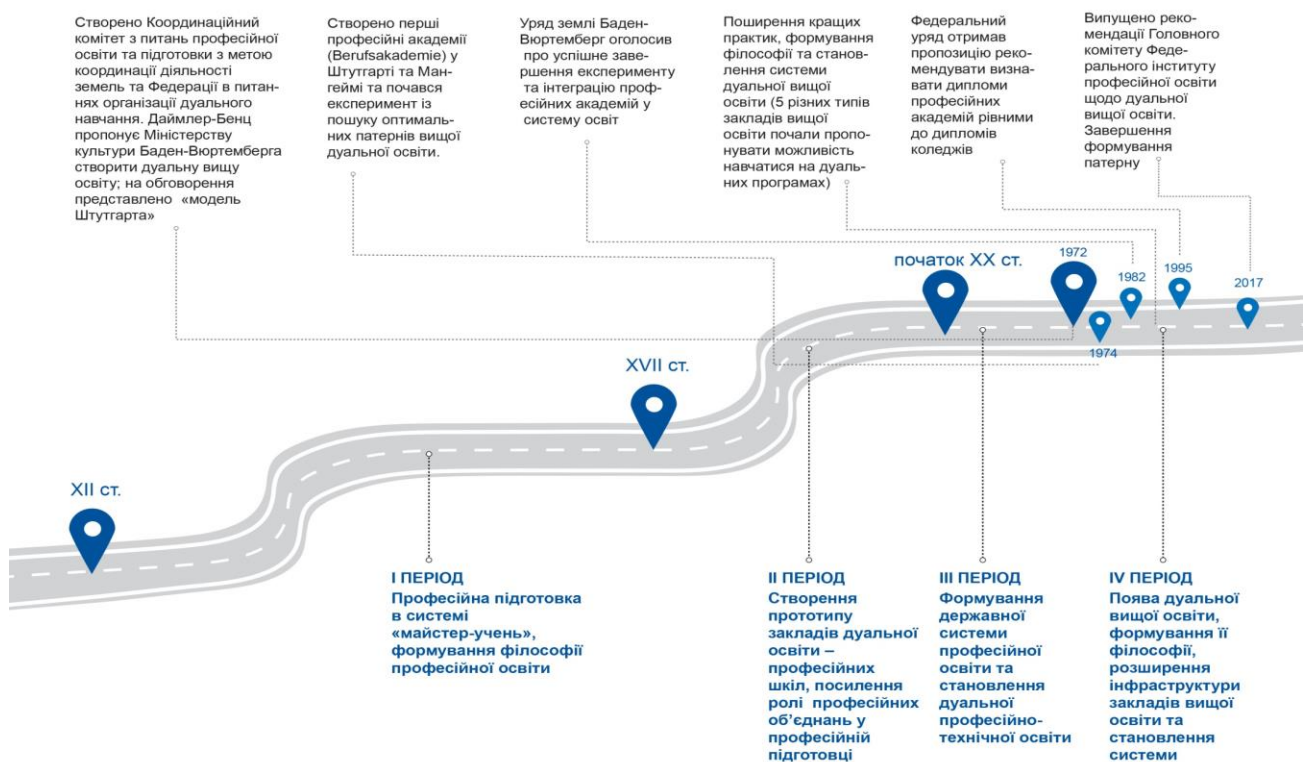 Створено Координаційний
комітет з питань професійної
освіти та підготовки з метою
координації діяльності
земель та Федерації в питан-
нях організації дуального
навчання. Даймлер-Бенц
пропонує Міністерству
культури Баден-Вюртемберга
створити дуальну вищу
освіту; на обговорення
представлено «модель
Штутгарта»
Створено перші
професійні академії
(Berufsakademie) у
Штутгарті та Ман-
геймі та почався
експеримент із
пошуку оптималь-
них патернів вищої
дуальної освіти.
Уряд землі Баден-
Вюртемберг оголосив
про успішне заве-
ршення експерименту
та інтеграцію проф-
есійних академій у
систему освіт
Поширення кращих
практик, формування
філософії та станов-
лення системи
дуальної вищої
освіти (5 різних типів
закладів вищої
освіти почали пропо-
нувати можливість
навчатися на дуаль-
них програмах)
Федеральний
уряд отримав
пропозицію реко-
мендувати визна-
вати дипломи
професійних
академій рівними
до дипломів
коледжів
Випущено реко-
мендації Головного
комітету Феде-
рального інституту
професійної освіти
щодо дуальної
вищої освіти.
Завершення
формування
патерну
початок XX ст.
1972
1982
1995
2017
1974
XVII ст.
XII ст.
I ПЕРІОД
Професійна підготовка
в системі
«майстер-учень»,
формування філософії
професійної освіти
II ПЕРІОД
Створення
прототипу
закладів дуальної
освіти –
професійних
шкіл, посилення
ролі професійних
об’єднань у
професійній
підготовці
III ПЕРІОД
Формування
державної
системи
професійної
освіти та
становлення
дуальної
професійно-
технічної освіти
IV ПЕРІОД
Поява дуальної
вищої освіти,
формування її
філософії,
розширення
інфраструктури
закладів вищої
освіти та
становлення
системи